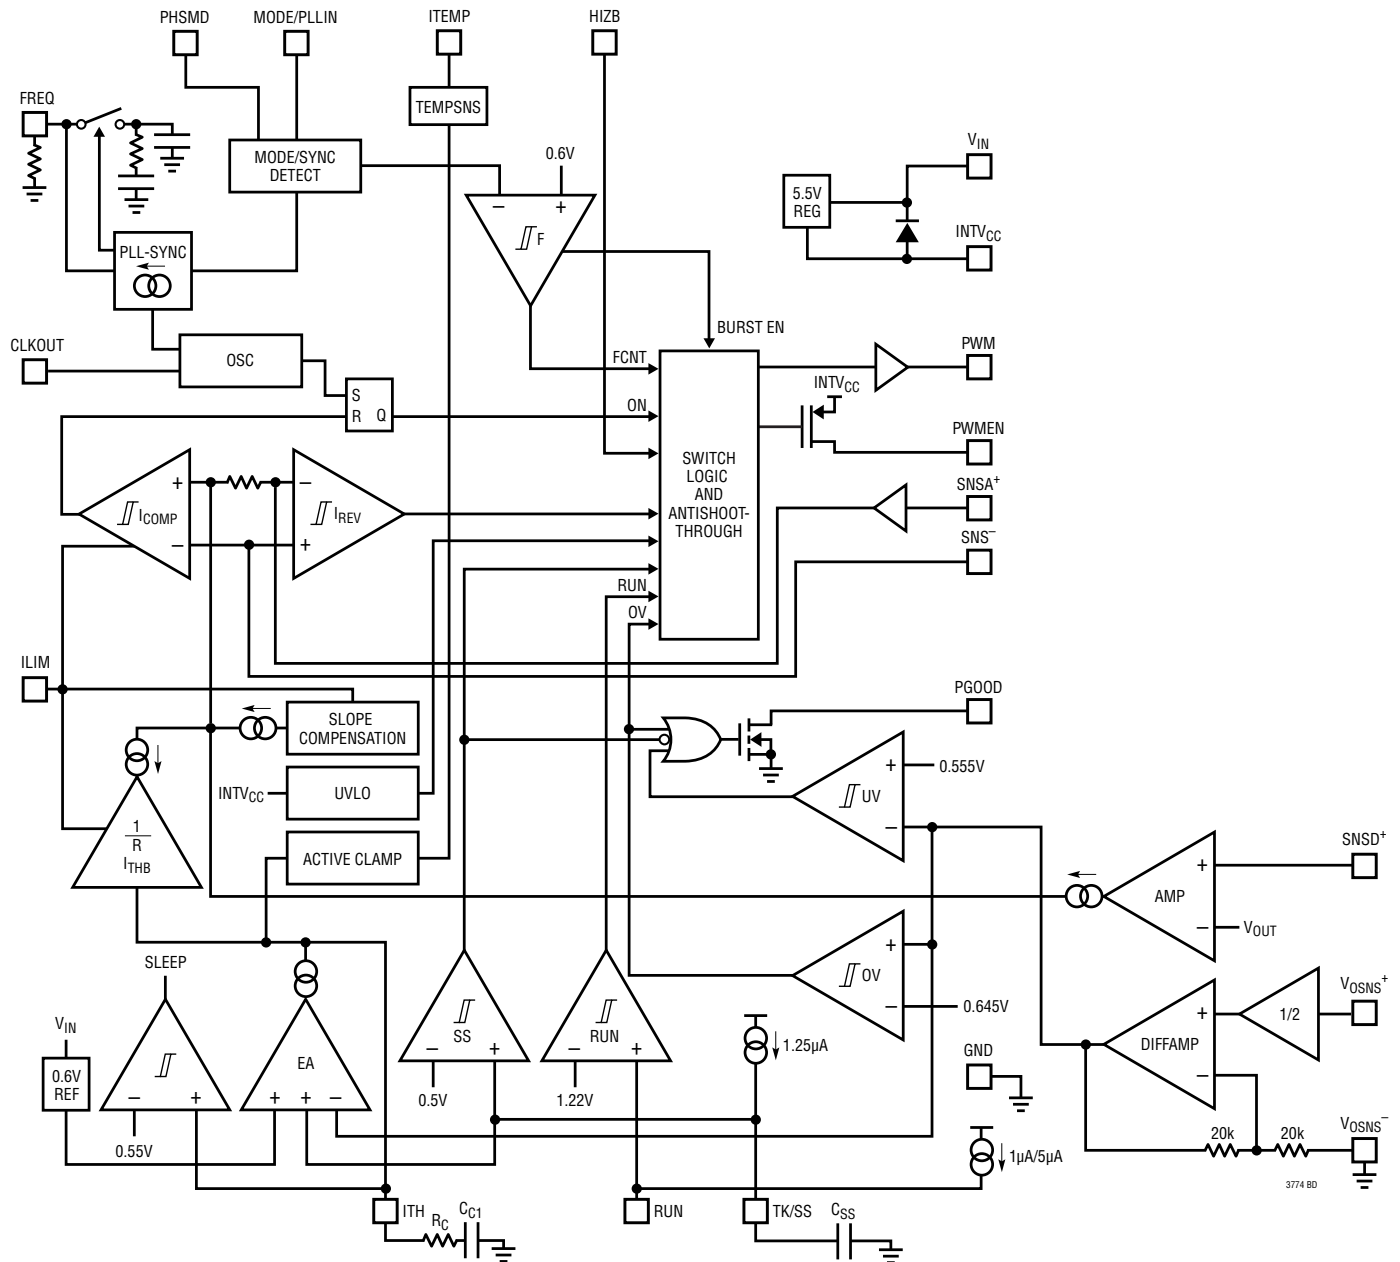 PHSMD
MODE/PLLIN
ITEMP
HIZB
FREQ
TEMPSNS
MODE/SYNC
DETECT
0.6V
VIN
5.5V
REG
INTVCC
– +
F
PLL-SYNC
BURST EN
CLKOUT
OSC
FCNT
PWM
S
R Q
ON
INTVCC
PWMEN
SWITCH
LOGIC
AND
ANTISHOOT-
THROUGH
+
–
ICOMP
–
+
IREV
SNSA+
SNS–
RUN
OV
ILIM
PGOOD
SLOPE
COMPENSATION
INTVCC
UVLO
+
–
UV
0.555V
1
R
ITHB
ACTIVE CLAMP
SNSD+
+
–
AMP
VOUT
SLEEP
+
–
OV
0.645V
VOSNS+
1/2
VIN
0.6V
REF
– +
0.55V
EA
+ + –
SS
– +
0.5V
RUN
– +
1.22V
1.25µA
GND
+
–
DIFFAMP
20k
20k
VOSNS–
1µA/5µA
3774 BD
ITH
RC
CC1
RUN
TK/SS
CSS